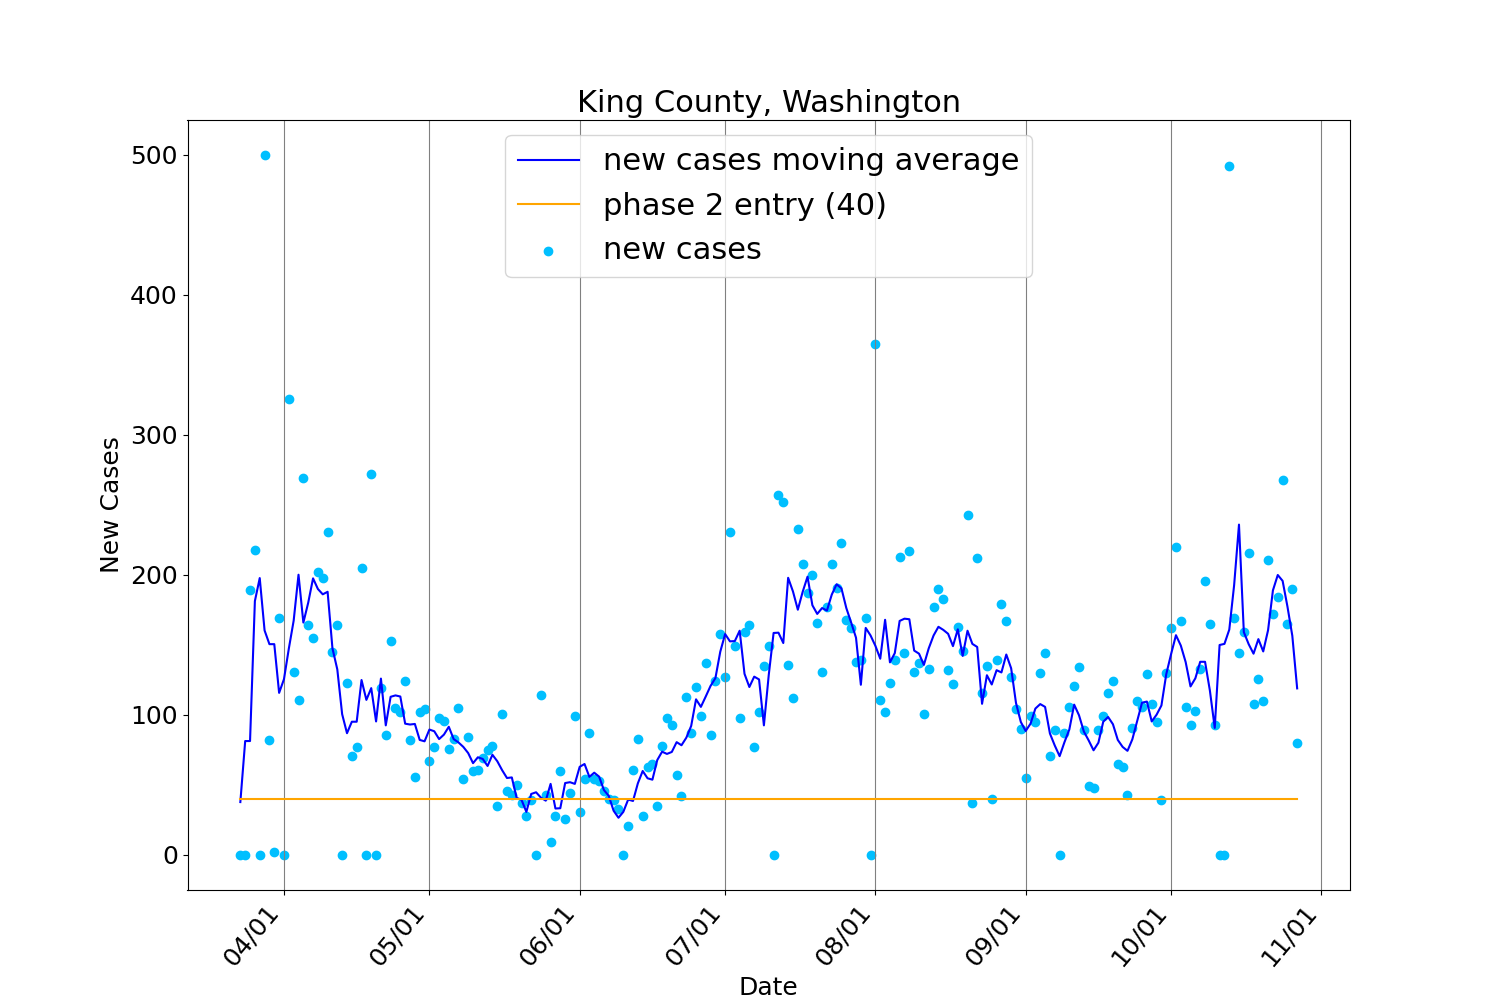 King County, Washington
new cases moving average
phase 2 entry (40)
new cases
500
400
300
200
100
0
New Cases
04/01
05/01
06/01
07/01
08/01
09/01
10/01
11/01
Date